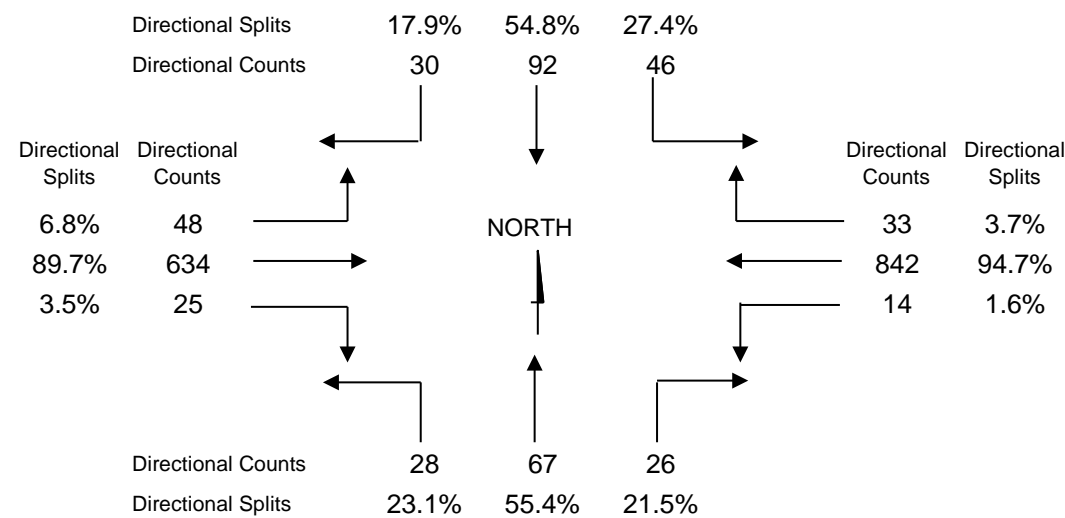 Directional Splits 17.9% 54.8% 27.4%
Directional Counts 30 92 46
Directional Directional Directional Directional
Splits Counts Counts Splits
6.8% 48 NORTH 33 3.7%
89.7% 634 842 94.7%
3.5% 25 14 1.6%
Directional Counts 28 67 26
Directional Splits 23.1% 55.4% 21.5%